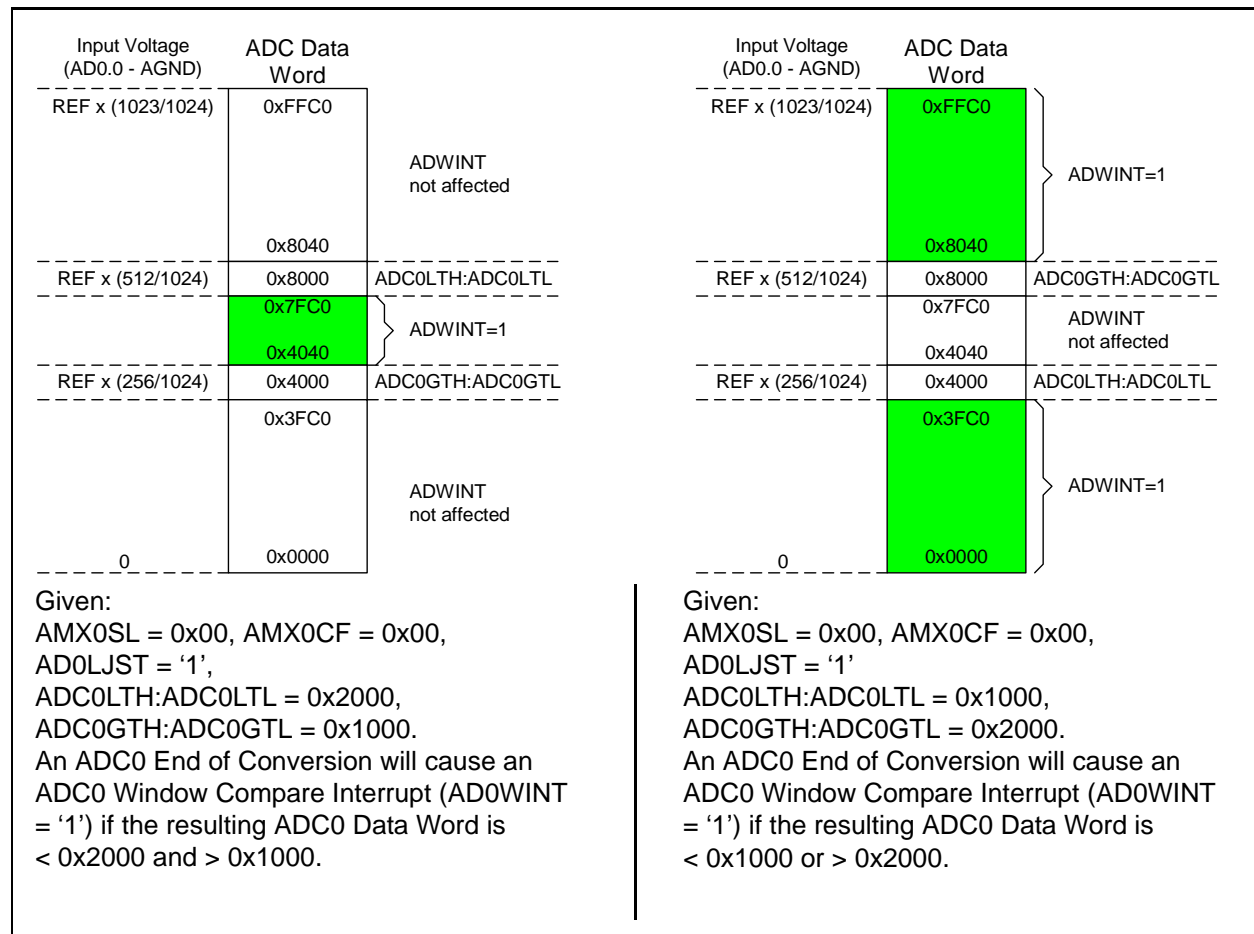 Input Voltage
(AD0.0 - AGND)
ADC Data
Word
REF x (1023/1024)
0xFFC0
ADWINT
not affected
0x8040
REF x (512/1024)
0x8000
ADC0LTH:ADC0LTL
0x7FC0
ADWINT=1
0x4040
REF x (256/1024)
0x4000
ADC0GTH:ADC0GTL
0x3FC0
ADWINT
not affected
0
0x0000
Given:
AMX0SL = 0x00, AMX0CF = 0x00,
AD0LJST = ‘1’,
ADC0LTH:ADC0LTL = 0x2000,
ADC0GTH:ADC0GTL = 0x1000.
An ADC0 End of Conversion will cause an
ADC0 Window Compare Interrupt (AD0WINT
= ‘1’) if the resulting ADC0 Data Word is
< 0x2000 and > 0x1000.
Input Voltage
(AD0.0 - AGND)
ADC Data
Word
REF x (1023/1024)
0xFFC0
ADWINT=1
0x8040
REF x (512/1024)
0x8000
ADC0GTH:ADC0GTL
0x7FC0
ADWINT
not affected
0x4040
REF x (256/1024)
0x4000
ADC0LTH:ADC0LTL
0x3FC0
ADWINT=1
0
0x0000
Given:
AMX0SL = 0x00, AMX0CF = 0x00,
AD0LJST = ‘1’
ADC0LTH:ADC0LTL = 0x1000,
ADC0GTH:ADC0GTL = 0x2000.
An ADC0 End of Conversion will cause an
ADC0 Window Compare Interrupt (AD0WINT
= ‘1’) if the resulting ADC0 Data Word is
< 0x1000 or > 0x2000.